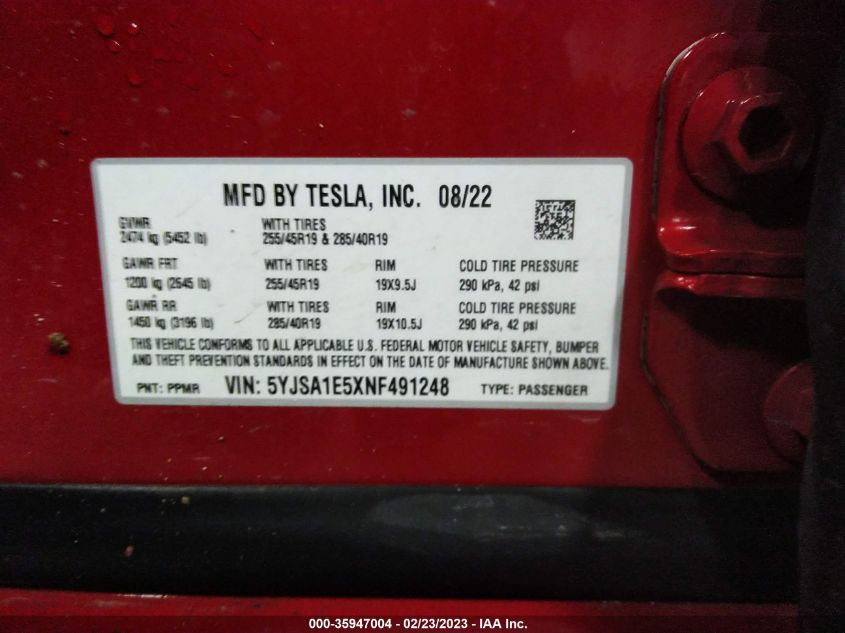 MFD BY TESLA, INC. 08/22
GVWR WITH TIRES
2474 kg (5452 lb) 255/45R19 & 285/40R19
GAWR FRT WITH TIRES RIM COLD TIRE PRESSURE
1200 kg (2645 lb) 255/45R19 19X9.5J 290 kPa, 42 psi
GAWR RR WITH TIRES RIM COLD TIRE PRESSURE
1450 kg (3196 lb) 285/40R19 19X10.5J 290 kPa, 42 psi
THIS VEHICLE CONFORMS TO ALL APPLICABLE U.S. FEDERAL MOTOR VEHICLE SAFETY, BUMPER
AND THEFT PREVENTION STANDARDS IN EFFECT ON THE DATE OF MANUFACTURE SHOWN ABOVE.
PNT: PPMR VIN: 5YJSA1E5XNF491248 TYPE: PASSENGER
000-35947004 - 02/23/2023 - IAA Inc.